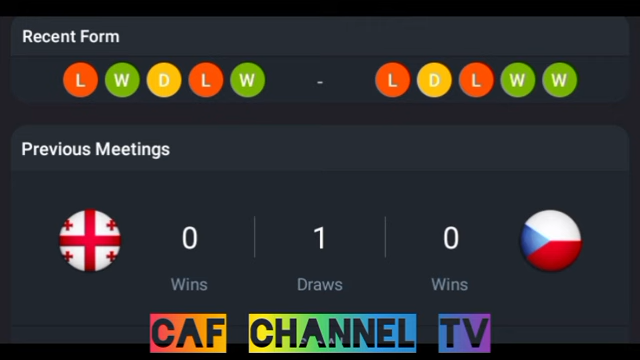 Recent Form
L W D L W - L D L W W
Previous Meetings
0 1 0
Wins Draws Wins
CAF CHANNEL TV